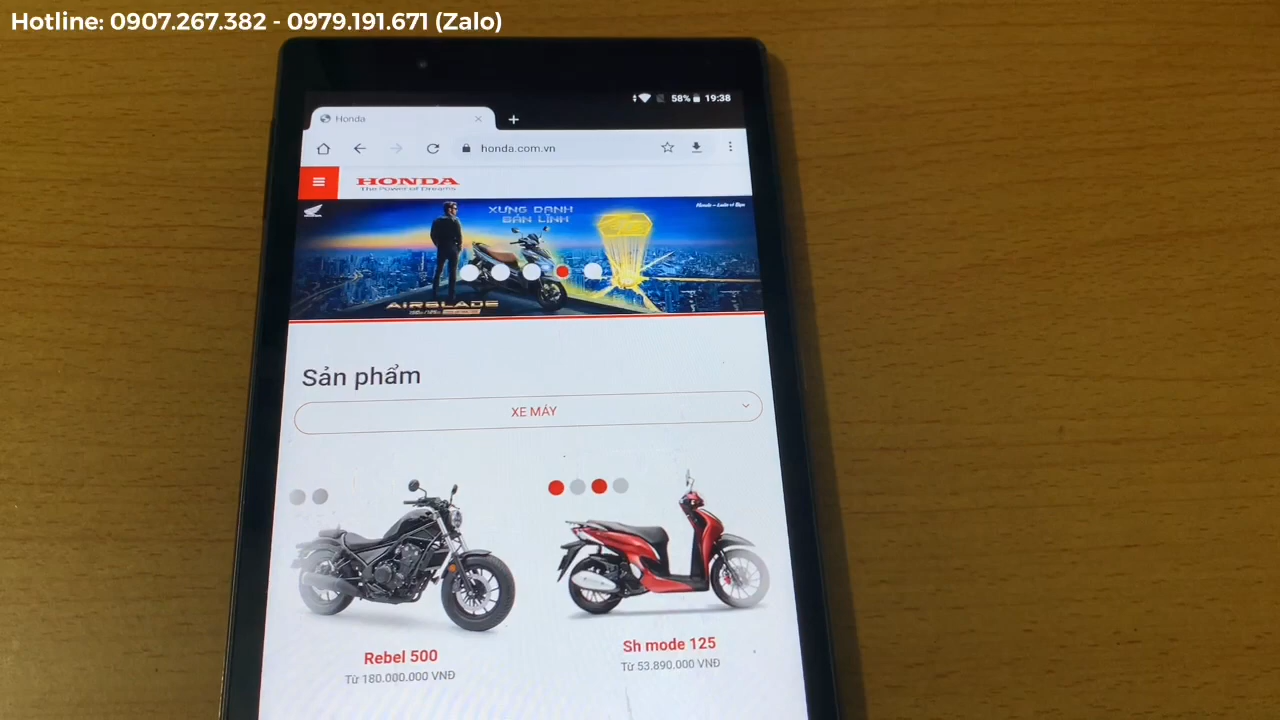 Hotline: 0907.267.382 - 0979.191.671 (Zalo)
58% 19:38
Honda
honda.com.vn
HONDA
The Power of Dreams
XỨNG DANH
BẢN LĨNH
AIRBLADE
Sản phẩm
XE MÁY
Rebel 500
Từ 180.000.000 VNĐ
Sh mode 125
Từ 53.890.000 VNĐ